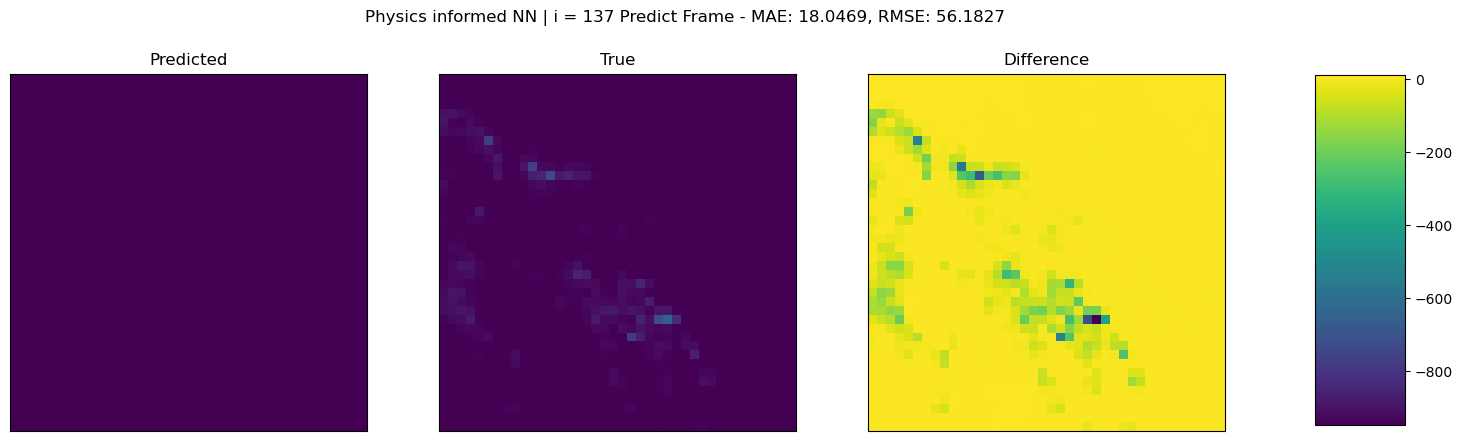 Physics informed NN | i = 137 Predict Frame - MAE: 18.0469, RMSE: 56.1827
Predicted
True
Difference
0
−200
−400
−600
−800